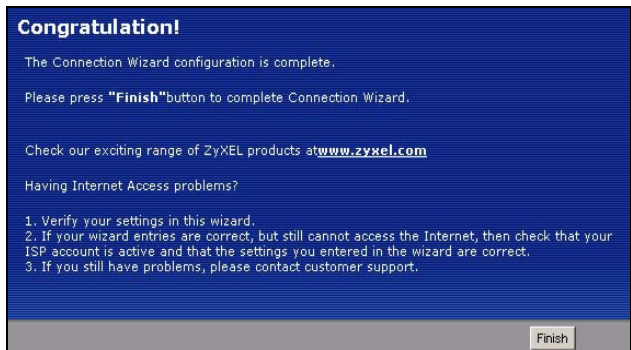 Congratulation!
The Connection Wizard configuration is complete.
Please press "Finish"button to complete Connection Wizard.
Check our exciting range of ZyXEL products atwww.zyxel.com
Having Internet Access problems?
1. Verify your settings in this wizard.
2. If your wizard entries are correct, but still cannot access the Internet, then check that your
ISP account is active and that the settings you entered in the wizard are correct.
3. If you still have problems, please contact customer support.
Finish